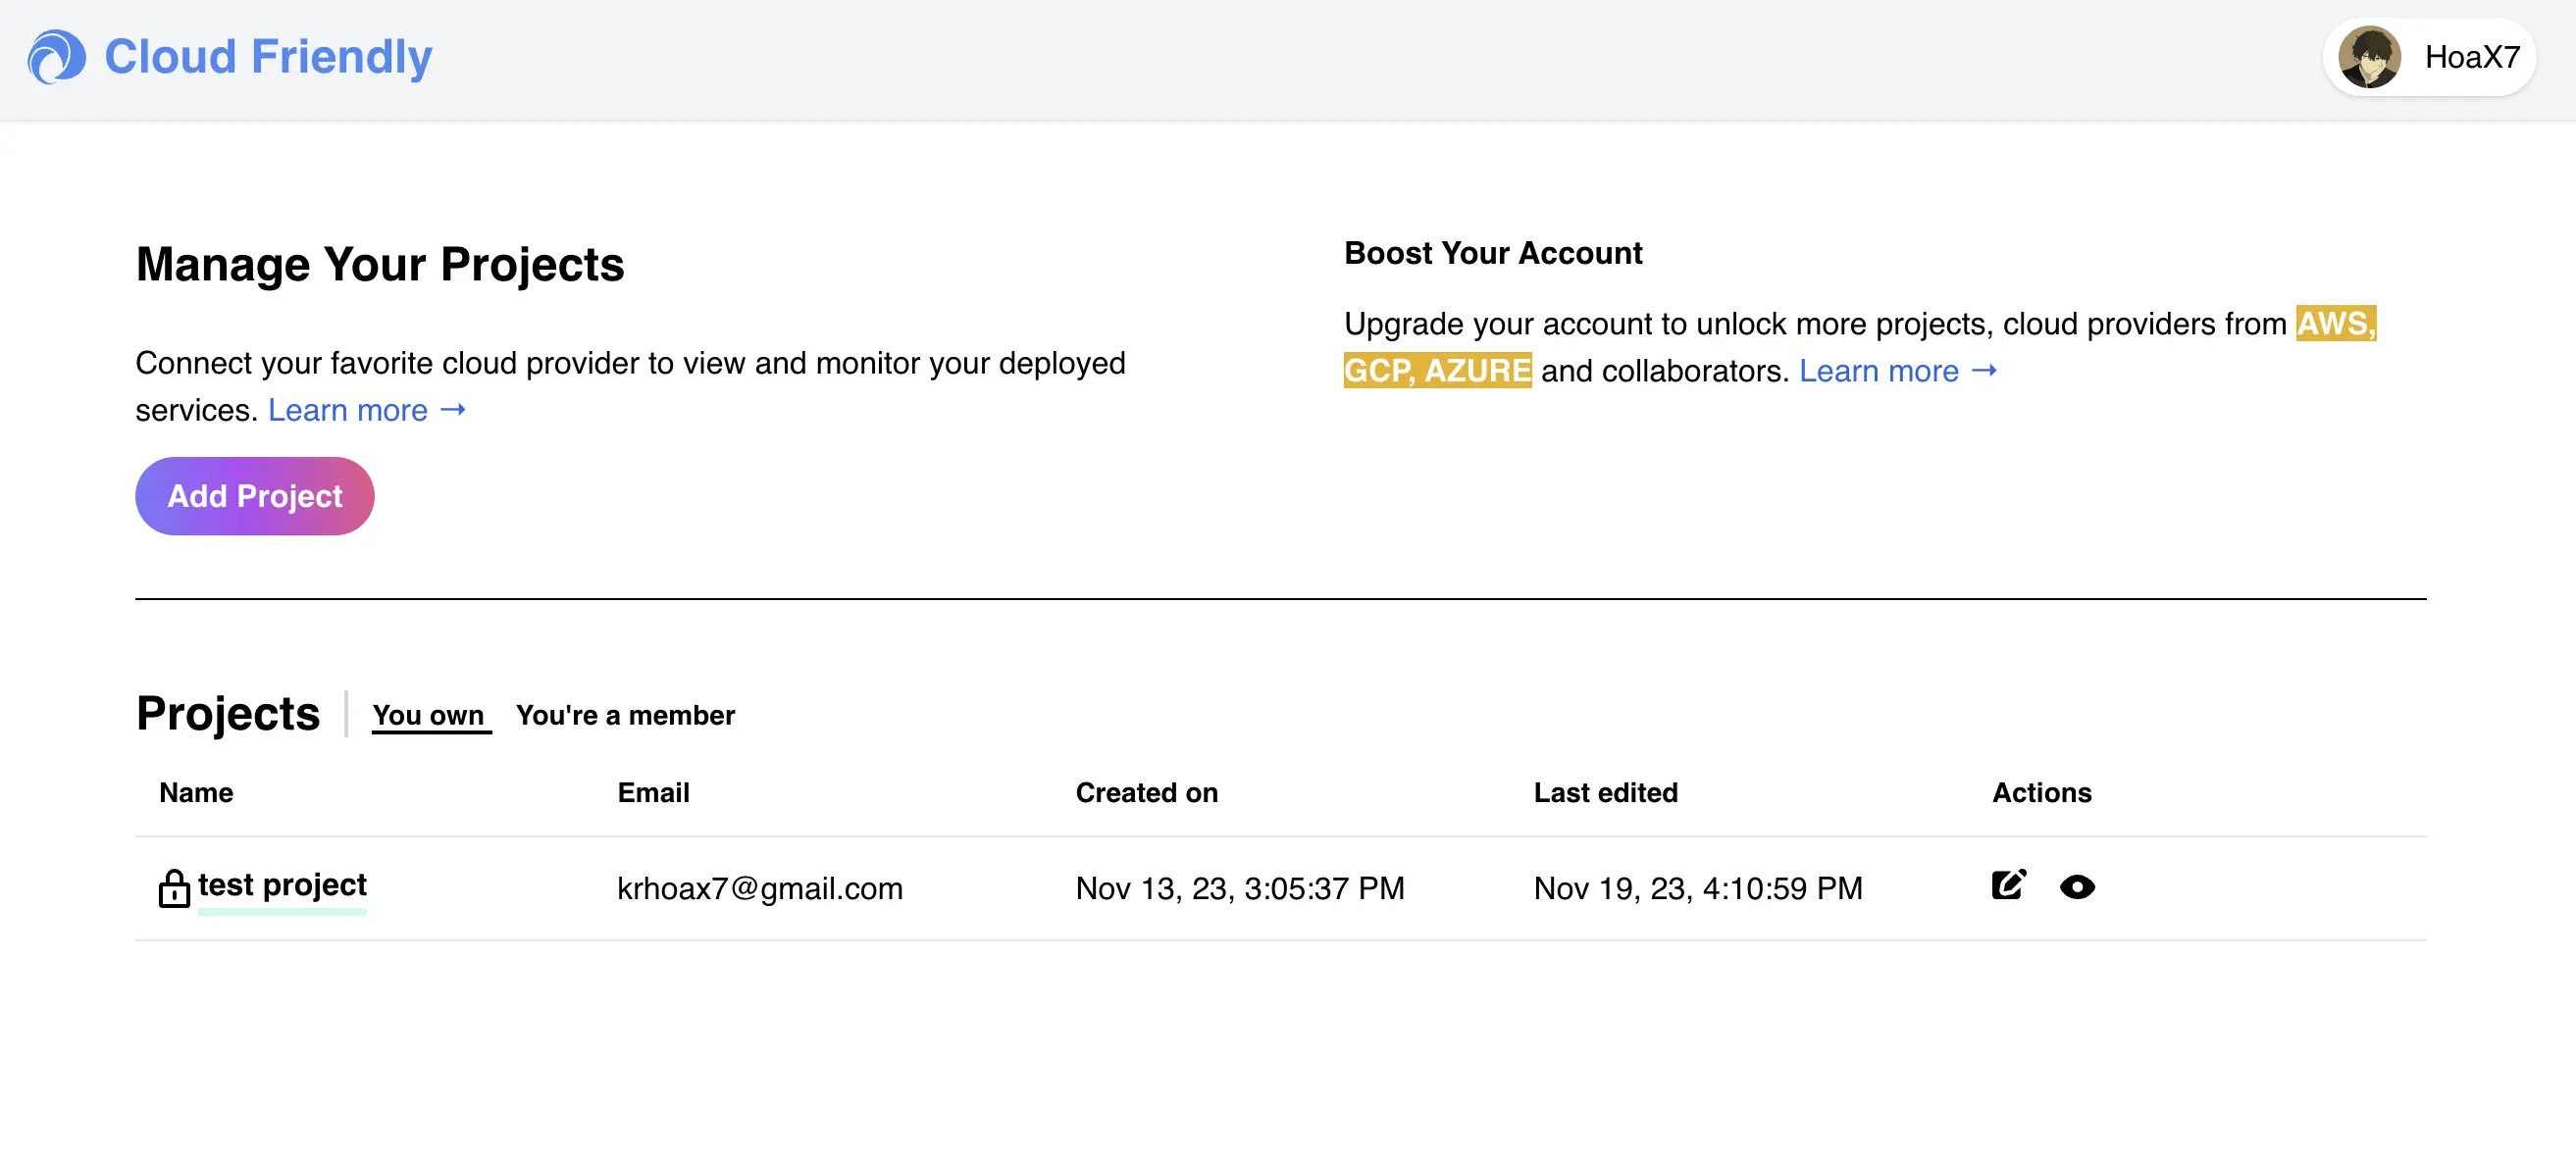 Cloud Friendly
HoaX7
Manage Your Projects
Connect your favorite cloud provider to view and monitor your deployed
services. Learn more →
Add Project
Boost Your Account
Upgrade your account to unlock more projects, cloud providers from AWS,
GCP, AZURE and collaborators. Learn more →
Projects You own You're a member
Name Email Created on Last edited Actions
test project krhoax7@gmail.com Nov 13, 23, 3:05:37 PM Nov 19, 23, 4:10:59 PM